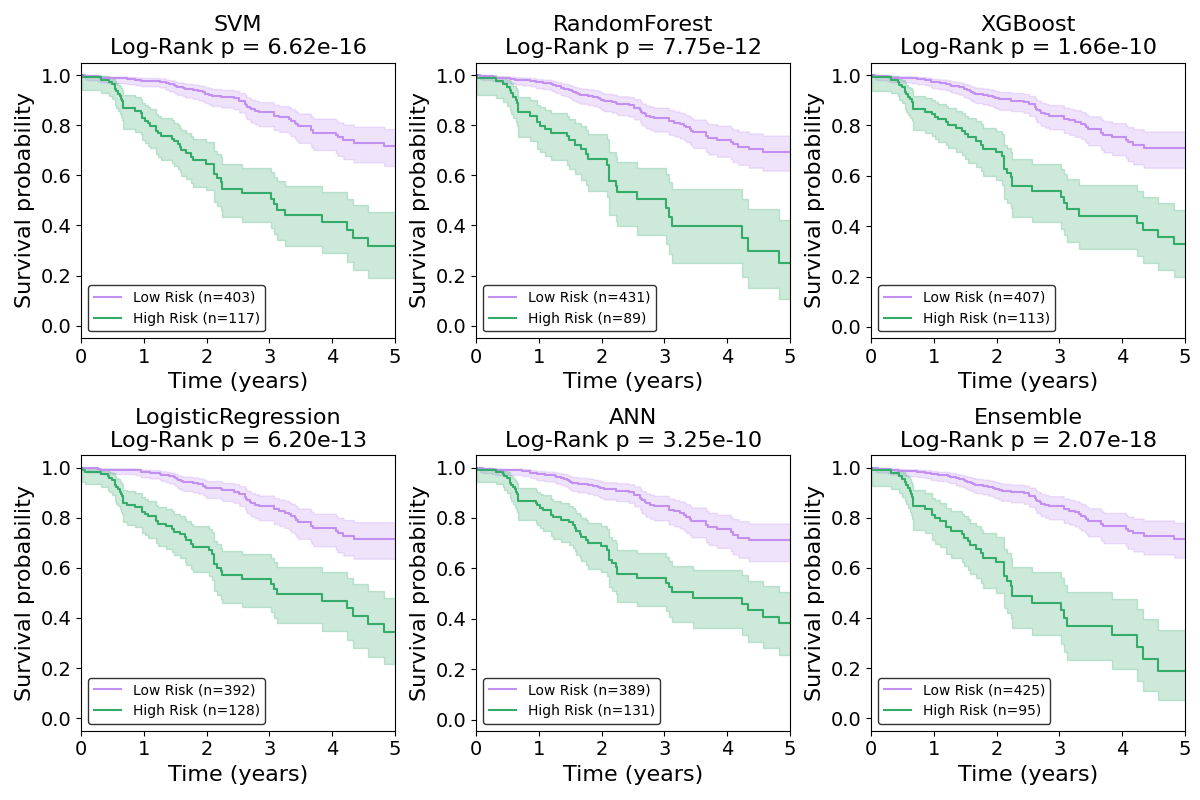 SVM
Log-Rank p = 6.62e-16
Survival probability
1.0
0.8
0.6
0.4
0.2
0.0
Low Risk (n=403)
High Risk (n=117)
0 1 2 3 4 5
Time (years)
RandomForest
Log-Rank p = 7.75e-12
Survival probability
1.0
0.8
0.6
0.4
0.2
0.0
Low Risk (n=431)
High Risk (n=89)
0 1 2 3 4 5
Time (years)
XGBoost
Log-Rank p = 1.66e-10
Survival probability
1.0
0.8
0.6
0.4
0.2
0.0
Low Risk (n=407)
High Risk (n=113)
0 1 2 3 4 5
Time (years)
LogisticRegression
Log-Rank p = 6.20e-13
Survival probability
1.0
0.8
0.6
0.4
0.2
0.0
Low Risk (n=392)
High Risk (n=128)
0 1 2 3 4 5
Time (years)
ANN
Log-Rank p = 3.25e-10
Survival probability
1.0
0.8
0.6
0.4
0.2
0.0
Low Risk (n=389)
High Risk (n=131)
0 1 2 3 4 5
Time (years)
Ensemble
Log-Rank p = 2.07e-18
Survival probability
1.0
0.8
0.6
0.4
0.2
0.0
Low Risk (n=425)
High Risk (n=95)
0 1 2 3 4 5
Time (years)